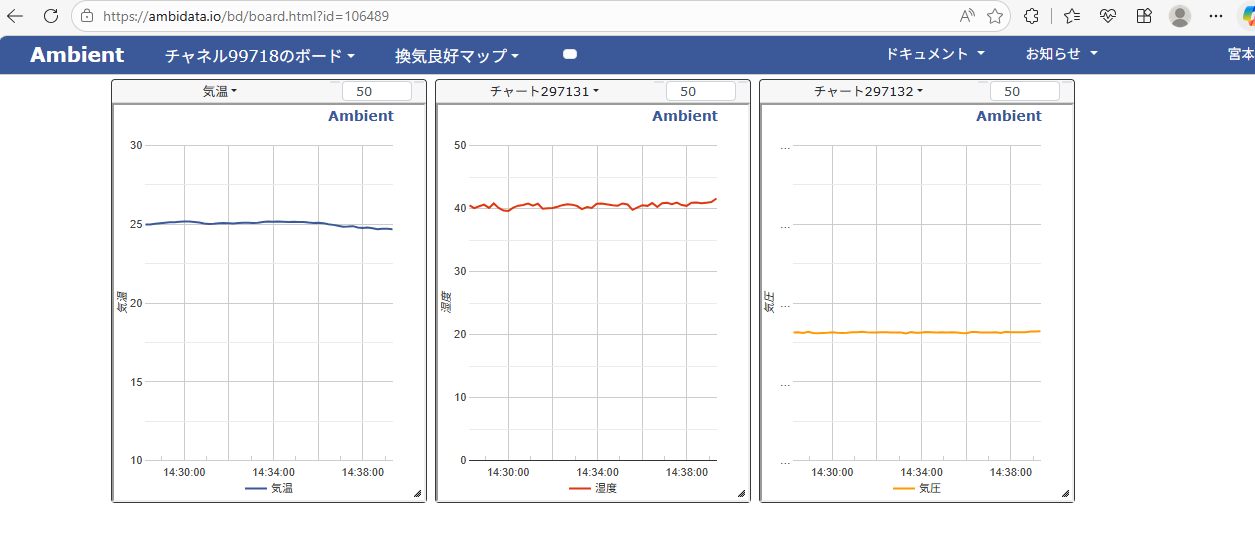 https://ambidata.io/bd/board.html?id=106489
Ambient チャネル99718のボード 換気良好マップ ドキュメント お知らせ 宮本
気温 50
Ambient
30
25
20
15
10
気温
14:30:00 14:34:00 14:38:00
気温
チャート297131 50
Ambient
50
40
30
20
10
0
湿度
14:30:00 14:34:00 14:38:00
湿度
チャート297132 50
Ambient
...
...
...
...
...
気圧
14:30:00 14:34:00 14:38:00
気圧